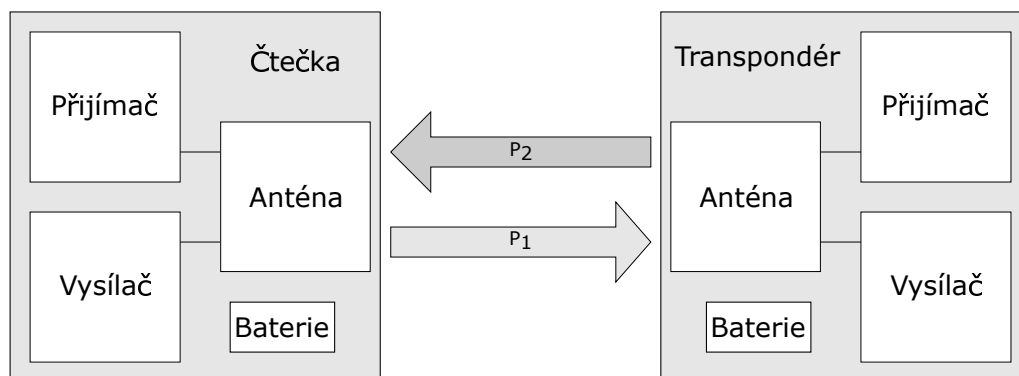 Čtečka
Přijímač
Anténa
Vysílač
Baterie
P2
P1
Transpondér
Přijímač
Anténa
Vysílač
Baterie